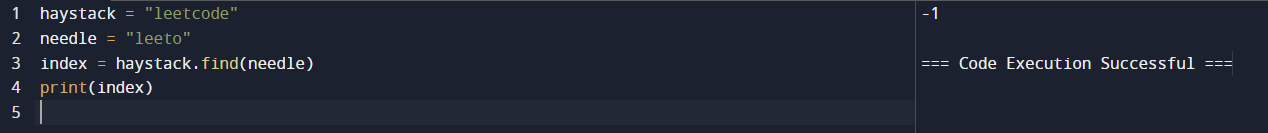 1 haystack = "leetcode"
2 needle = "leeto"
3 index = haystack.find(needle)
4 print(index)
5
-1
=== Code Execution Successful ===